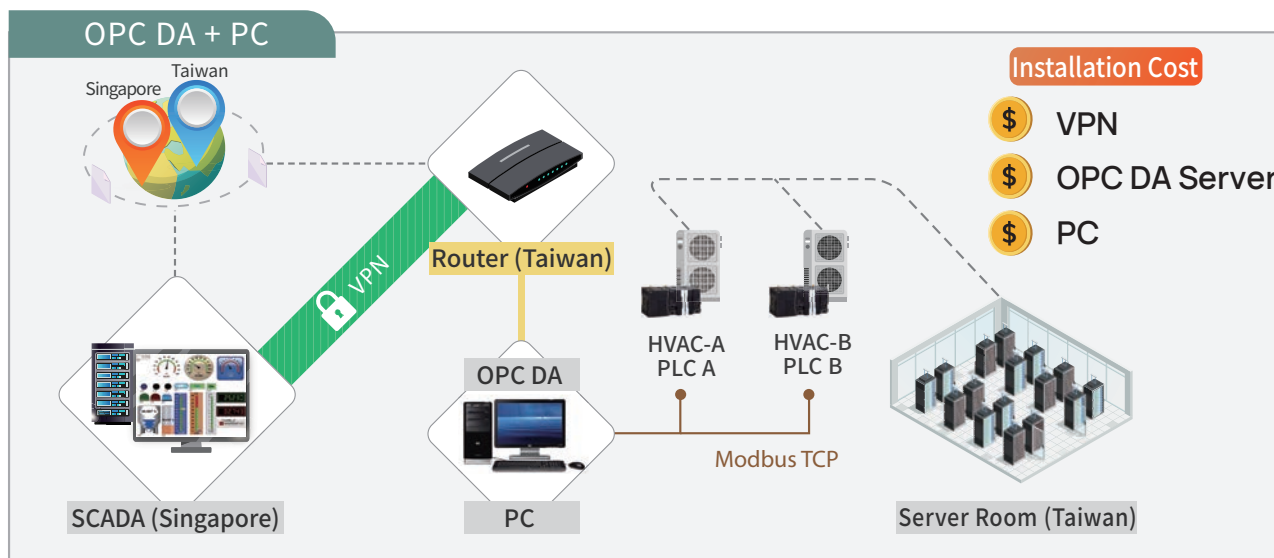 OPC DA + PC
Taiwan
Singapore
Installation Cost
$ VPN
$ OPC DA Server
$ PC
VPN
Router (Taiwan)
HVAC-A
PLC A
HVAC-B
PLC B
OPC DA
Modbus TCP
SCADA (Singapore)
PC
Server Room (Taiwan)